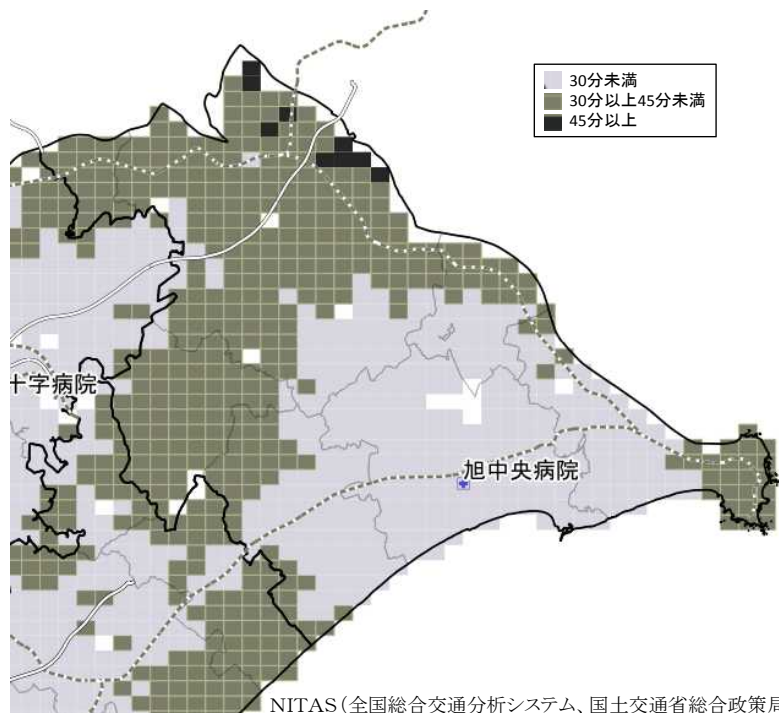 30分未満
30分以上45分未満
45分以上
十字病院
旭中央病院
NITAS(全国総合交通分析システム、国土交通省総合政策局